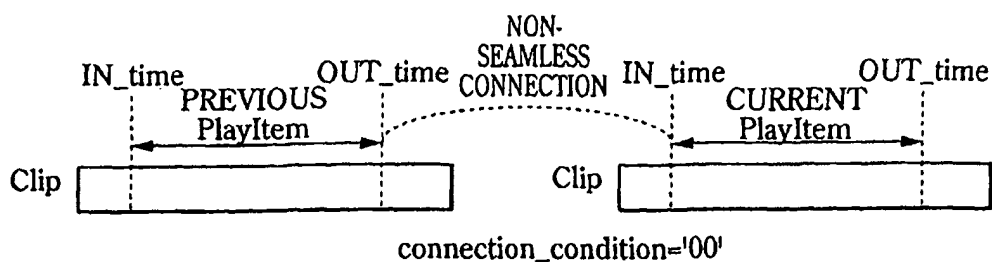 NON-
SEAMLESS
CONNECTION
IN_time
OUT_time
IN_time
OUT_time
PREVIOUS
PlayItem
CURRENT
PlayItem
Clip
Clip
connection_condition='00'